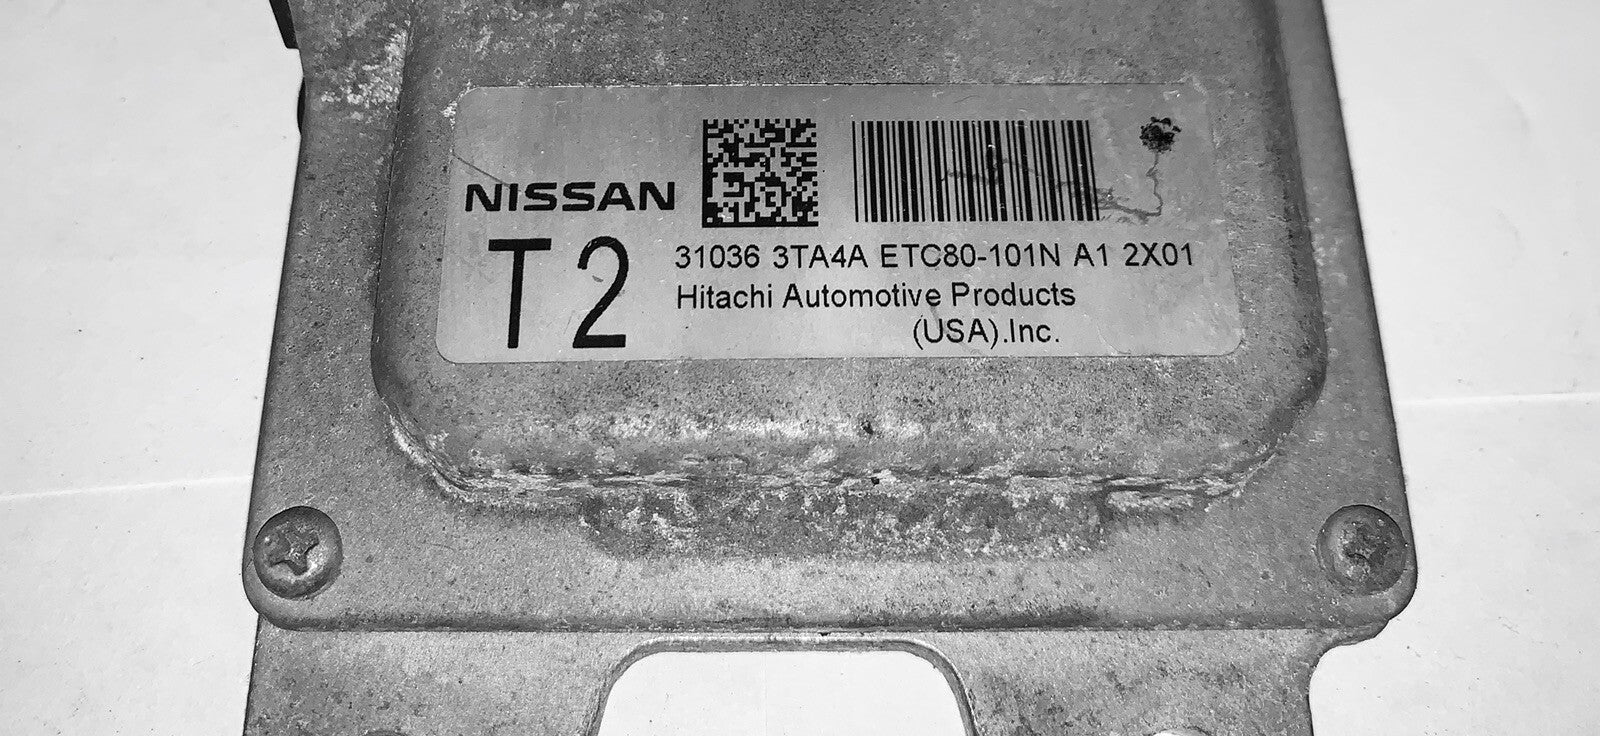 NISSAN
T2
31036 3TA4A ETC80-101N A1 2X01
Hitachi Automotive Products
(USA).Inc.